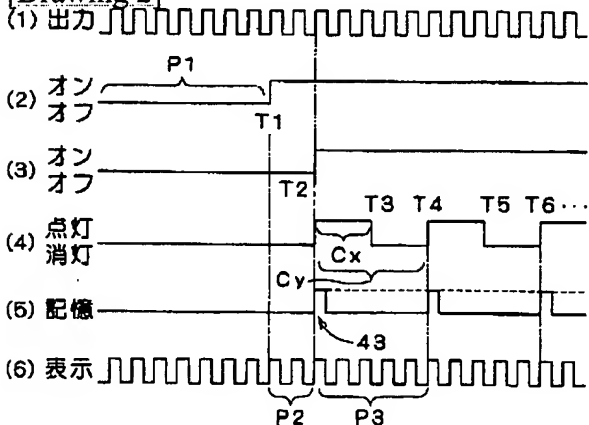 (1) 出力
P1
(2) オン
オフ
T1
(3) オン
オフ
T2
T3 T4 T5 T6···
(4) 点灯
消灯
Cx
Cy
(5) 記憶
43
(6) 表示
P2 P3